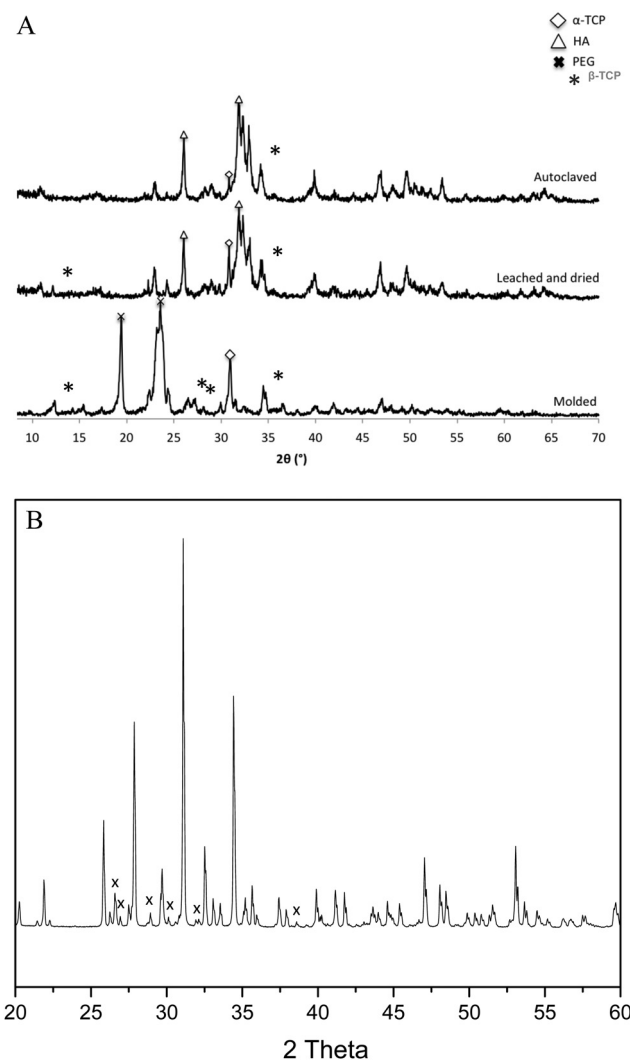 A
α-TCP
HA
PEG
* β-TCP
*
Autoclaved
*
*
Leached and dried
*
* *
*
Molded
10 15 20 25 30 35 40 45 50 55 60 65 70
2θ (°)
B
x
x
x
x
x
x
20 25 30 35 40 45 50 55 60
2 Theta